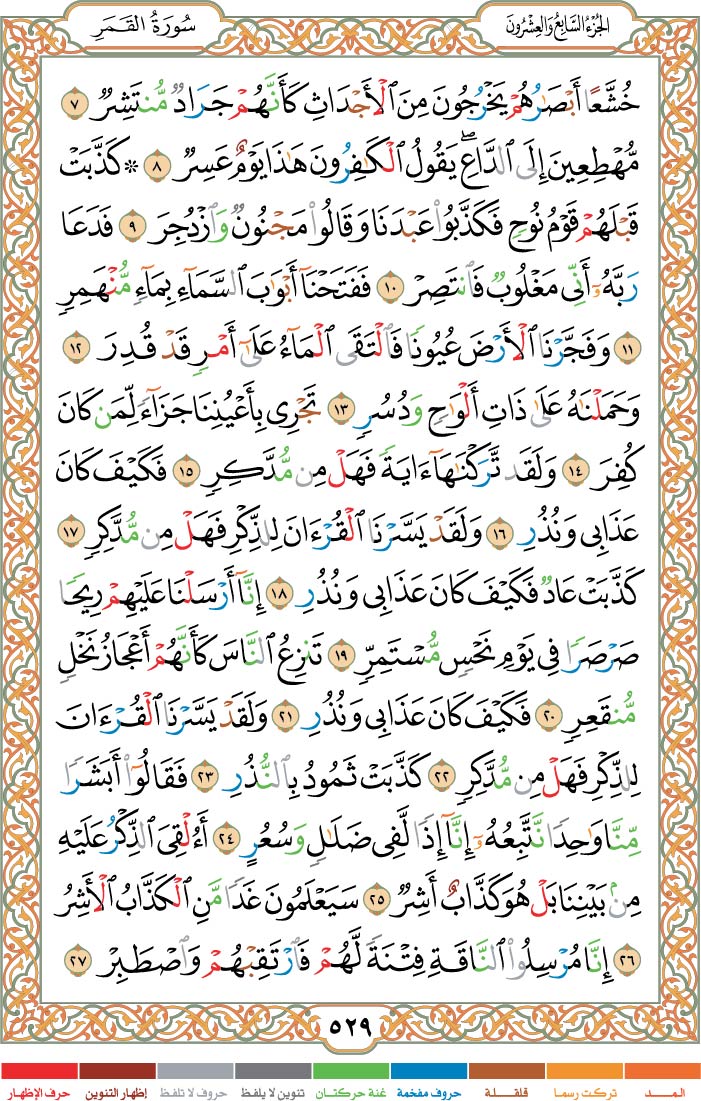 الجُزْءُ السَّابِعُ وَالعِشْرُونَ
سُورَةُ القَمَرِ
خُشَّعًا أَبْصَٰرُهُمْ يَخْرُجُونَ مِنَ ٱلْأَجْدَاثِ كَأَنَّهُمْ جَرَادٌ مُّنتَشِرٌ ٧
مُّهْطِعِينَ إِلَى ٱلدَّاعِ ۖ يَقُولُ ٱلْكَٰفِرُونَ هَٰذَا يَوْمٌ عَسِرٌ ٨ ۞ كَذَّبَتْ
قَبْلَهُمْ قَوْمُ نُوحٍ فَكَذَّبُوا۟ عَبْدَنَا وَقَالُوا۟ مَجْنُونٌ وَٱزْدُجِرَ ٩ فَدَعَا
رَبَّهُۥٓ أَنِّى مَغْلُوبٌ فَٱنتَصِرْ ١٠ فَفَتَحْنَآ أَبْوَٰبَ ٱلسَّمَآءِ بِمَآءٍ مُّنْهَمِرٍ
١١ وَفَجَّرْنَا ٱلْأَرْضَ عُيُونًا فَٱلْتَقَى ٱلْمَآءُ عَلَىٰٓ أَمْرٍ قَدْ قُدِرَ ١٢
وَحَمَلْنَٰهُ عَلَىٰ ذَاتِ أَلْوَٰحٍ وَدُسُرٍ ١٣ تَجْرِى بِأَعْيُنِنَا جَزَآءً لِّمَن كَانَ
كُفِرَ ١٤ وَلَقَد تَّرَكْنَٰهَآ ءَايَةً فَهَلْ مِن مُّدَّكِرٍ ١٥ فَكَيْفَ كَانَ
عَذَابِى وَنُذُرِ ١٦ وَلَقَدْ يَسَّرْنَا ٱلْقُرْءَانَ لِلذِّكْرِ فَهَلْ مِن مُّدَّكِرٍ ١٧
كَذَّبَتْ عَادٌ فَكَيْفَ كَانَ عَذَابِى وَنُذُرِ ١٨ إِنَّآ أَرْسَلْنَا عَلَيْهِمْ رِيحًا
صَرْصَرًا فِى يَوْمِ نَحْسٍ مُّسْتَمِرٍّ ١٩ تَنزِعُ ٱلنَّاسَ كَأَنَّهُمْ أَعْجَازُ نَخْلٍ
مُّنقَعِرٍ ٢٠ فَكَيْفَ كَانَ عَذَابِى وَنُذُرِ ٢١ وَلَقَدْ يَسَّرْنَا ٱلْقُرْءَانَ
لِلذِّكْرِ فَهَلْ مِن مُّدَّكِرٍ ٢٢ كَذَّبَتْ ثَمُودُ بِٱلنُّذُرِ ٢٣ فَقَالُوٓا۟ أَبَشَرًا
مِّنَّا وَٰحِدًا نَّتَّبِعُهُۥٓ إِنَّآ إِذًا لَّفِى ضَلَٰلٍ وَسُعُرٍ ٢٤ أَءُلْقِىَ ٱلذِّكْرُ عَلَيْهِ
مِنۢ بَيْنِنَا بَلْ هُوَ كَذَّابٌ أَشِرٌ ٢٥ سَيَعْلَمُونَ غَدًا مَّنِ ٱلْكَذَّابُ ٱلْأَشِرُ
٢٦ إِنَّا مُرْسِلُوا۟ ٱلنَّاقَةِ فِتْنَةً لَّهُمْ فَٱرْتَقِبْهُمْ وَٱصْطَبِرْ ٢٧
٥٢٩
المـــد تركت رسما قلقـلـة حروف مفخمة غنة حركتان تنوين لا يلفظ حروف لا تلفظ إظهار التنوين حرف الإظهار